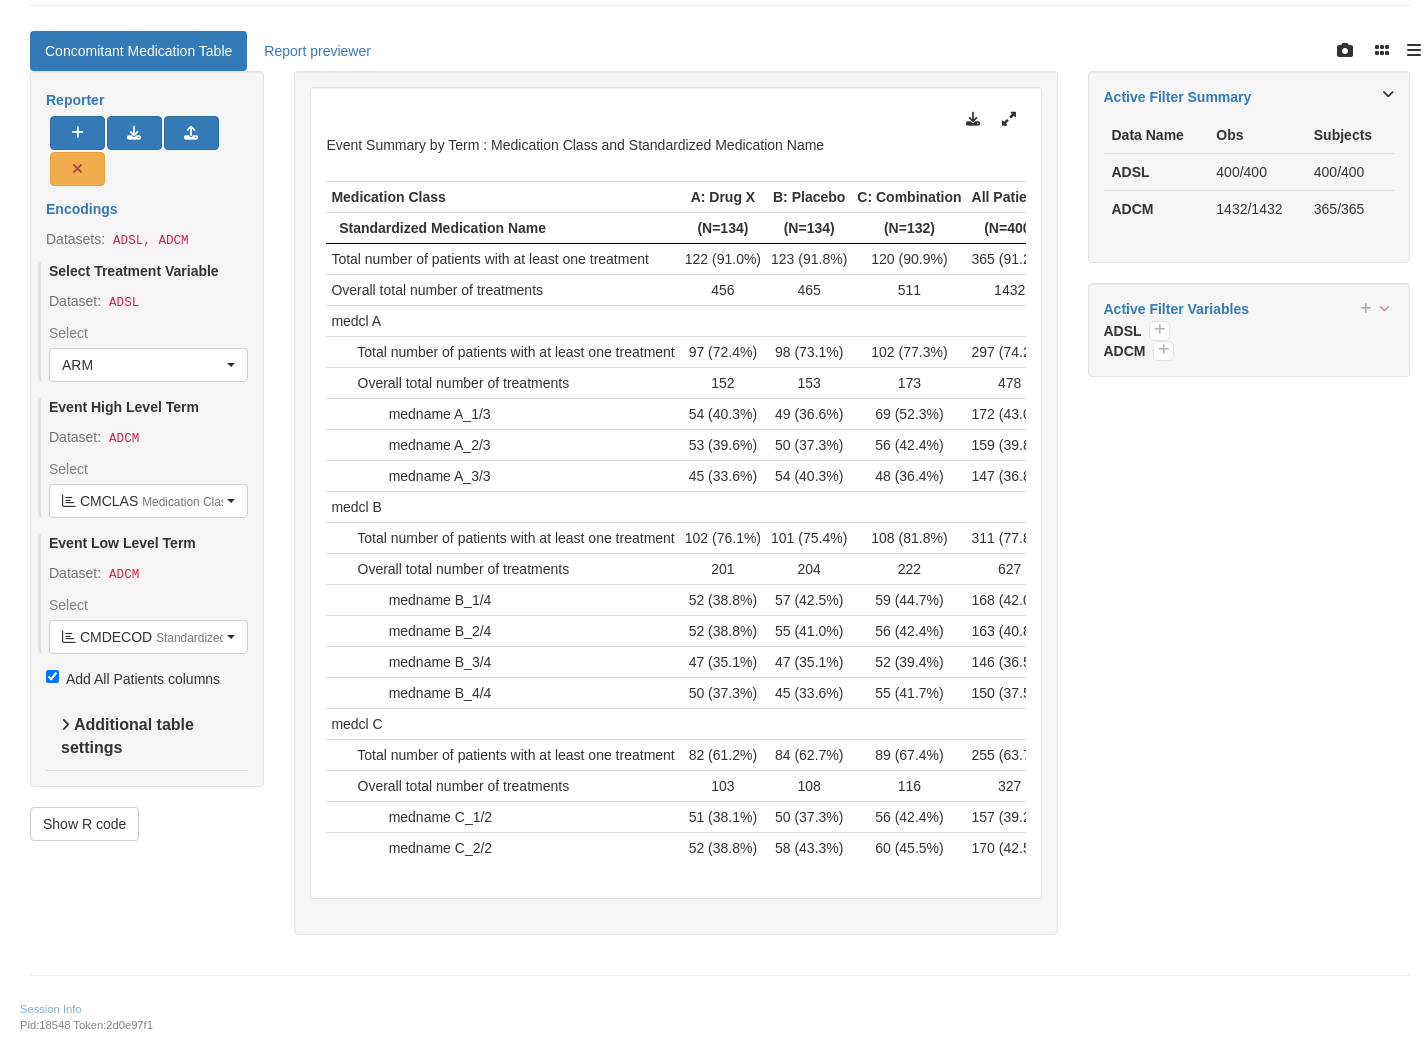 Concomitant Medication Table
Report previewer
Reporter
Encodings
Datasets: ADSL, ADCM
Select Treatment Variable
Dataset: ADSL
Select
ARM
Event High Level Term
Dataset: ADCM
Select
CMCLAS Medication Clas
Event Low Level Term
Dataset: ADCM
Select
CMDECOD Standardized
Add All Patients columns
Additional table
settings
Show R code
Event Summary by Term : Medication Class and Standardized Medication Name
Medication Class A: Drug X B: Placebo C: Combination All Patie
Standardized Medication Name (N=134) (N=134) (N=132) (N=400
Total number of patients with at least one treatment 122 (91.0%) 123 (91.8%) 120 (90.9%) 365 (91.2
Overall total number of treatments 456 465 511 1432
medcl A
Total number of patients with at least one treatment 97 (72.4%) 98 (73.1%) 102 (77.3%) 297 (74.2
Overall total number of treatments 152 153 173 478
medname A_1/3 54 (40.3%) 49 (36.6%) 69 (52.3%) 172 (43.0
medname A_2/3 53 (39.6%) 50 (37.3%) 56 (42.4%) 159 (39.8
medname A_3/3 45 (33.6%) 54 (40.3%) 48 (36.4%) 147 (36.8
medcl B
Total number of patients with at least one treatment 102 (76.1%) 101 (75.4%) 108 (81.8%) 311 (77.8
Overall total number of treatments 201 204 222 627
medname B_1/4 52 (38.8%) 57 (42.5%) 59 (44.7%) 168 (42.0
medname B_2/4 52 (38.8%) 55 (41.0%) 56 (42.4%) 163 (40.8
medname B_3/4 47 (35.1%) 47 (35.1%) 52 (39.4%) 146 (36.5
medname B_4/4 50 (37.3%) 45 (33.6%) 55 (41.7%) 150 (37.5
medcl C
Total number of patients with at least one treatment 82 (61.2%) 84 (62.7%) 89 (67.4%) 255 (63.7
Overall total number of treatments 103 108 116 327
medname C_1/2 51 (38.1%) 50 (37.3%) 56 (42.4%) 157 (39.2
medname C_2/2 52 (38.8%) 58 (43.3%) 60 (45.5%) 170 (42.5
Active Filter Summary
Data Name Obs Subjects
ADSL 400/400 400/400
ADCM 1432/1432 365/365
Active Filter Variables
ADSL
ADCM
Session Info
Pid:18548 Token:2d0e97f1